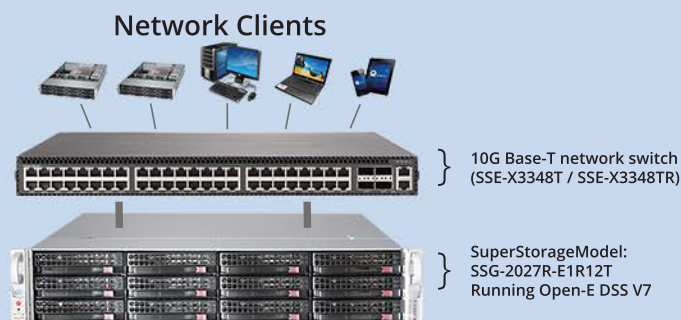 Network Clients
10G Base-T network switch
(SSE-X3348T / SSE-X3348TR)
SuperStorageModel:
SSG-2027R-E1R12T
Running Open-E DSS V7